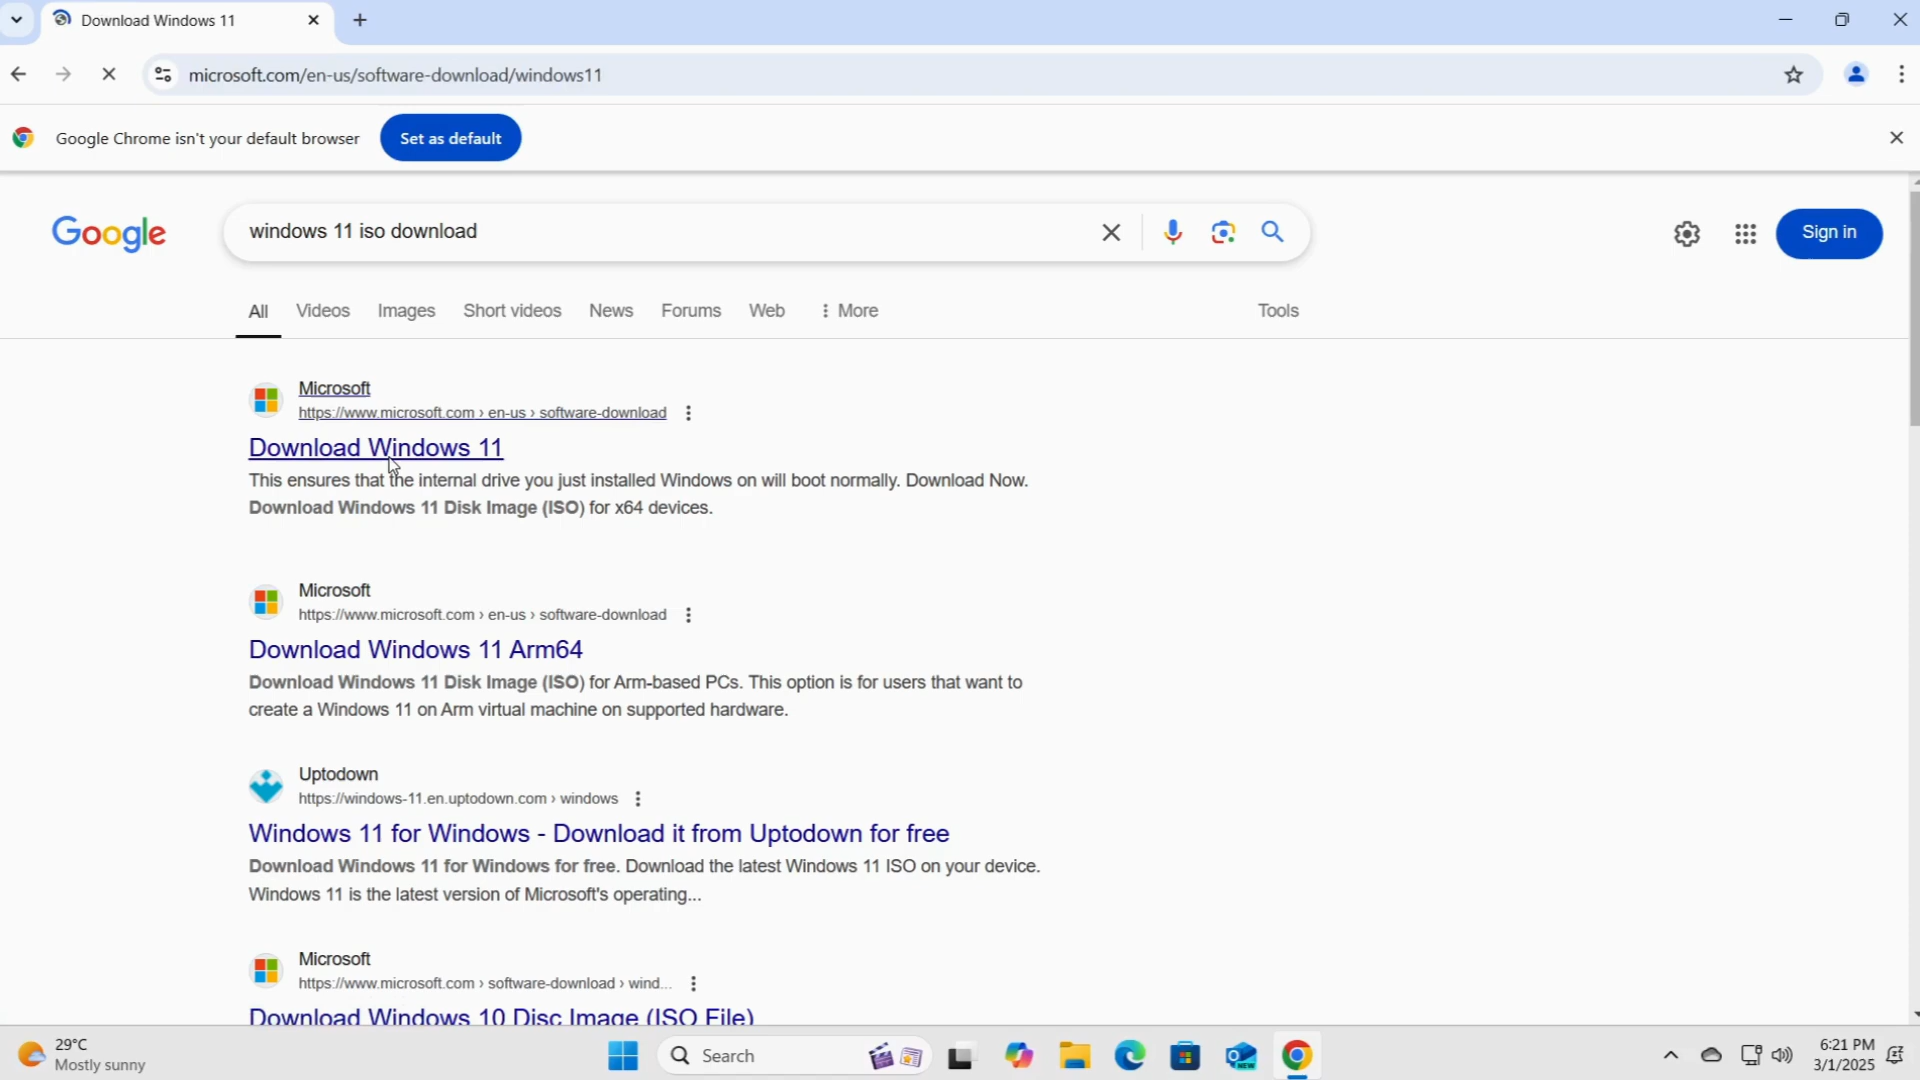 Download Windows 11
microsoft.com/en-us/software-download/windows11
Google Chrome isn't your default browser
Set as default
Google
windows 11 iso download
Sign in
All
Videos
Images
Short videos
News
Forums
Web
More
Tools
Microsoft
https://www.microsoft.com › en-us › software-download
Download Windows 11
This ensures that the internal drive you just installed Windows on will boot normally. Download Now.
Download Windows 11 Disk Image (ISO) for x64 devices.
Microsoft
https://www.microsoft.com › en-us › software-download
Download Windows 11 Arm64
Download Windows 11 Disk Image (ISO) for Arm-based PCs. This option is for users that want to
create a Windows 11 on Arm virtual machine on supported hardware.
Uptodown
https://windows-11.en.uptodown.com › windows
Windows 11 for Windows - Download it from Uptodown for free
Download Windows 11 for Windows for free. Download the latest Windows 11 ISO on your device.
Windows 11 is the latest version of Microsoft's operating...
Microsoft
https://www.microsoft.com › software-download › wind...
Download Windows 10 Disc Image (ISO File)
29°C
Mostly sunny
Search
NEW
6:21 PM
3/1/2025